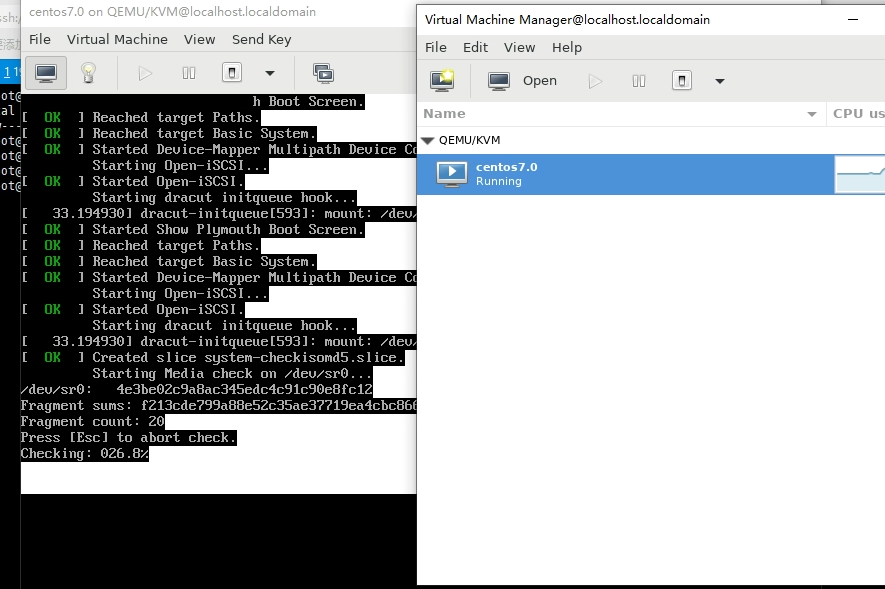 centos7.0 on QEMU/KVM@localhost.localdomain
File Virtual Machine View Send Key
h Boot Screen.
[ OK ] Reached target Paths.
[ OK ] Reached target Basic System.
[ OK ] Started Device-Mapper Multipath Device Co
Starting Open-iSCSI...
[ OK ] Started Open-iSCSI.
Starting dracut initqueue hook...
[ 33.194930] dracut-initqueue[593]: mount: /dev/
[ OK ] Started Show Plymouth Boot Screen.
[ OK ] Reached target Paths.
[ OK ] Reached target Basic System.
[ OK ] Started Device-Mapper Multipath Device Co
Starting Open-iSCSI...
[ OK ] Started Open-iSCSI.
Starting dracut initqueue hook...
[ 33.194930] dracut-initqueue[593]: mount: /dev/
[ OK ] Created slice system-checkisomd5.slice.
Starting Media check on /dev/sr0...
/dev/sr0: 4e3be02c9a8ac345edc4c91c90e8fc12
Fragment sums: f213cde799a88e52c35ae37719ea4cbc866
Fragment count: 20
Press [Esc] to abort check.
Checking: 026.8%
Virtual Machine Manager@localhost.localdomain
File Edit View Help
Open
Name CPU us
QEMU/KVM
centos7.0
Running